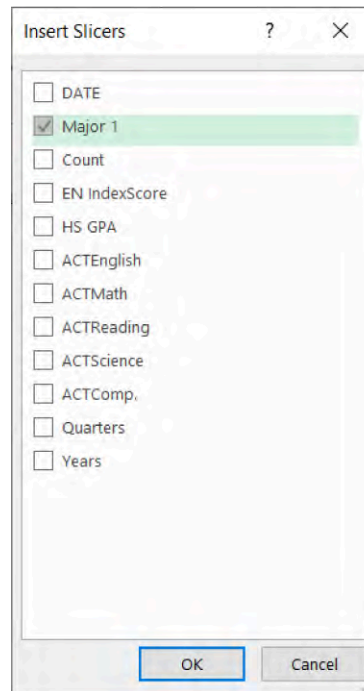 Insert Slicers ?
DATE
Major 1
Count
EN IndexScore
HS GPA
ACTEnglish
ACTMath
ACTReading
ACTScience
ACTComp.
Quarters
Years
OK Cancel